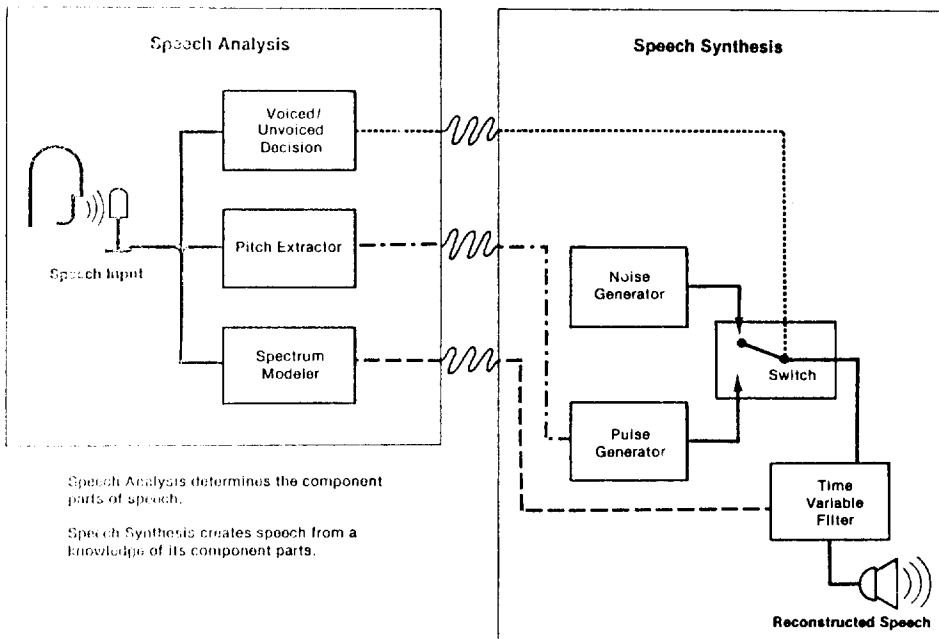 Speech Analysis
Speech Synthesis
Voiced/
Unvoiced
Decision
Pitch Extractor
Speech Input
Spectrum
Modeler
Noise
Generator
Switch
Pulse
Generator
Time
Variable
Filter
Reconstructed Speech
Speech Analysis determines the component
parts of speech.
Speech Synthesis creates speech from a
knowledge of its component parts.